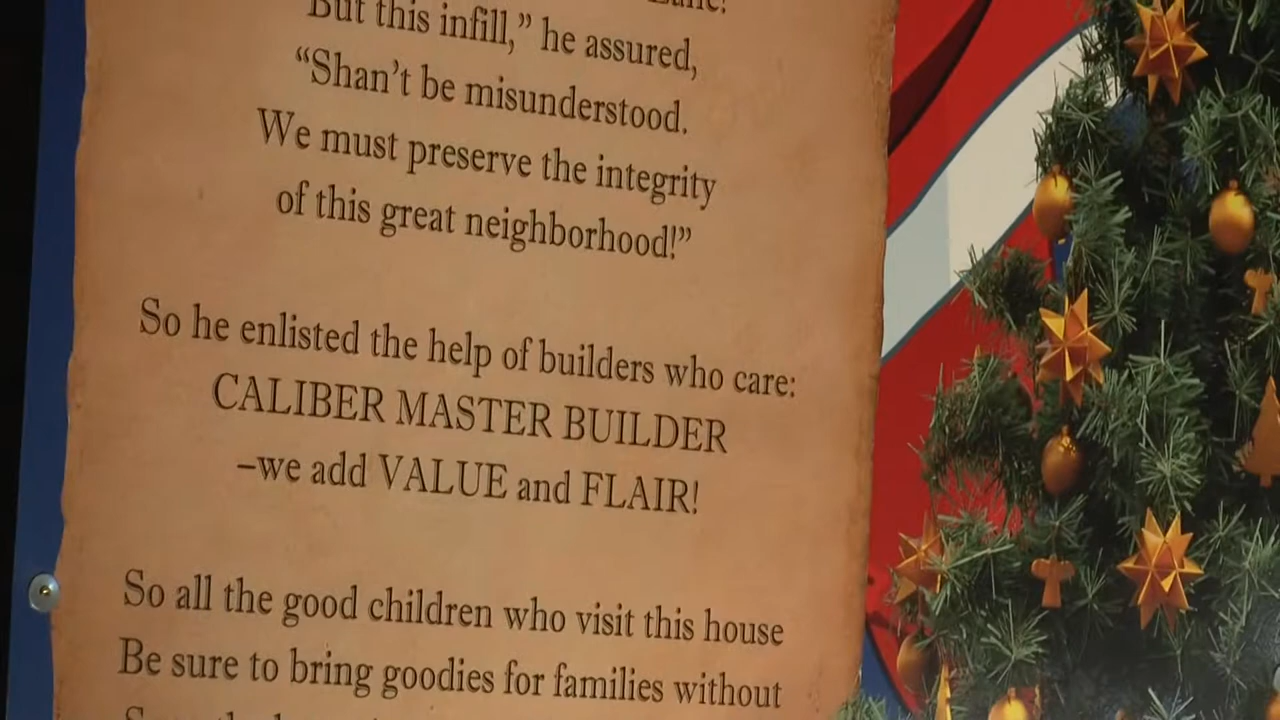 But this infill,” he assured,
“Shan’t be misunderstood.
We must preserve the integrity
of this great neighborhood!”
So he enlisted the help of builders who care:
CALIBER MASTER BUILDER
–we add VALUE and FLAIR!
So all the good children who visit this house
Be sure to bring goodies for families without